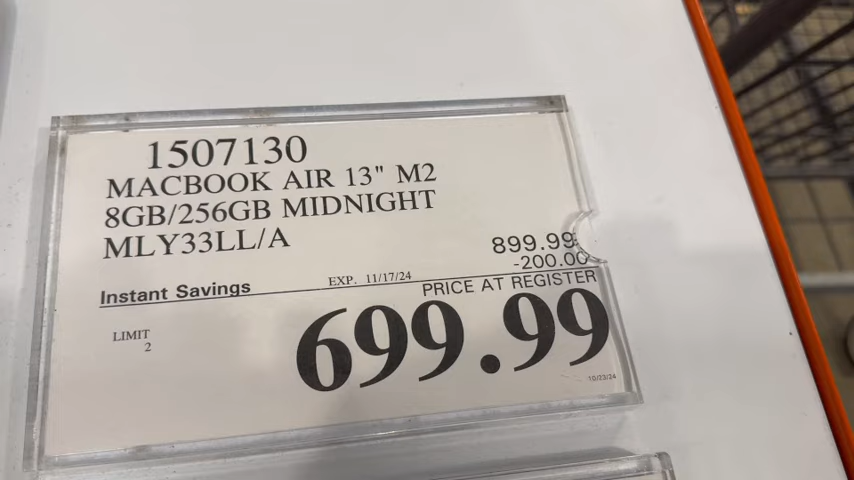 1507130
MACBOOK AIR 13" M2
8GB/256GB MIDNIGHT
MLY33LL/A
899.99
-200.00
Instant Savings
EXP. 11/17/24
PRICE AT REGISTER
LIMIT
2
699.99
10/23/24